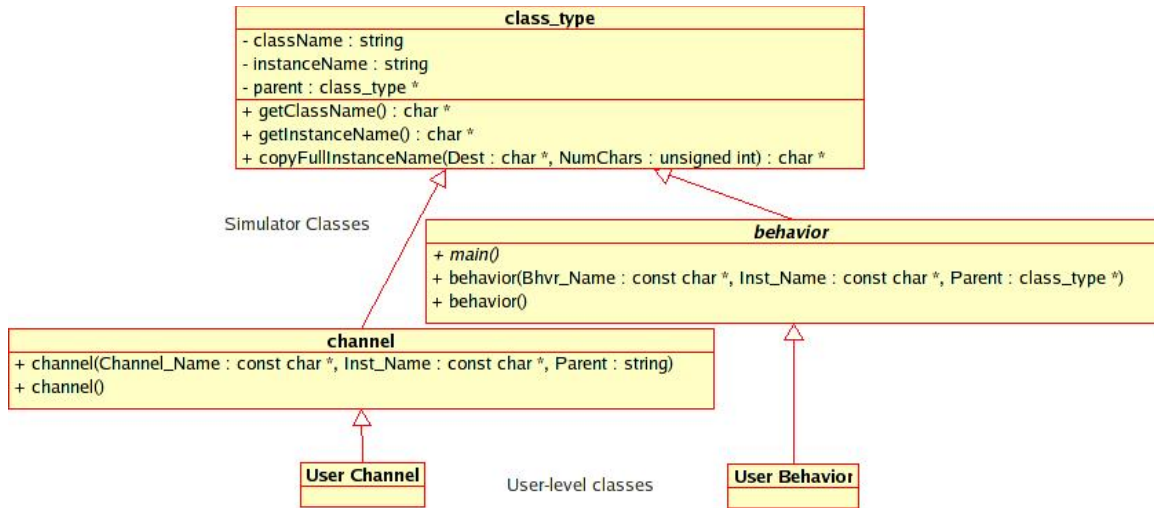 class_type
- className : string
- instanceName : string
- parent : class_type *
+ getClassName() : char *
+ getInstanceName() : char *
+ copyFullInstanceName(Dest : char *, NumChars : unsigned int) : char *
Simulator Classes
behavior
+ main()
+ behavior(Bhvr_Name : const char *, Inst_Name : const char *, Parent : class_type *)
+ behavior()
channel
+ channel(Channel_Name : const char *, Inst_Name : const char *, Parent : string)
+ channel()
User Channel
User-level classes
User Behavior